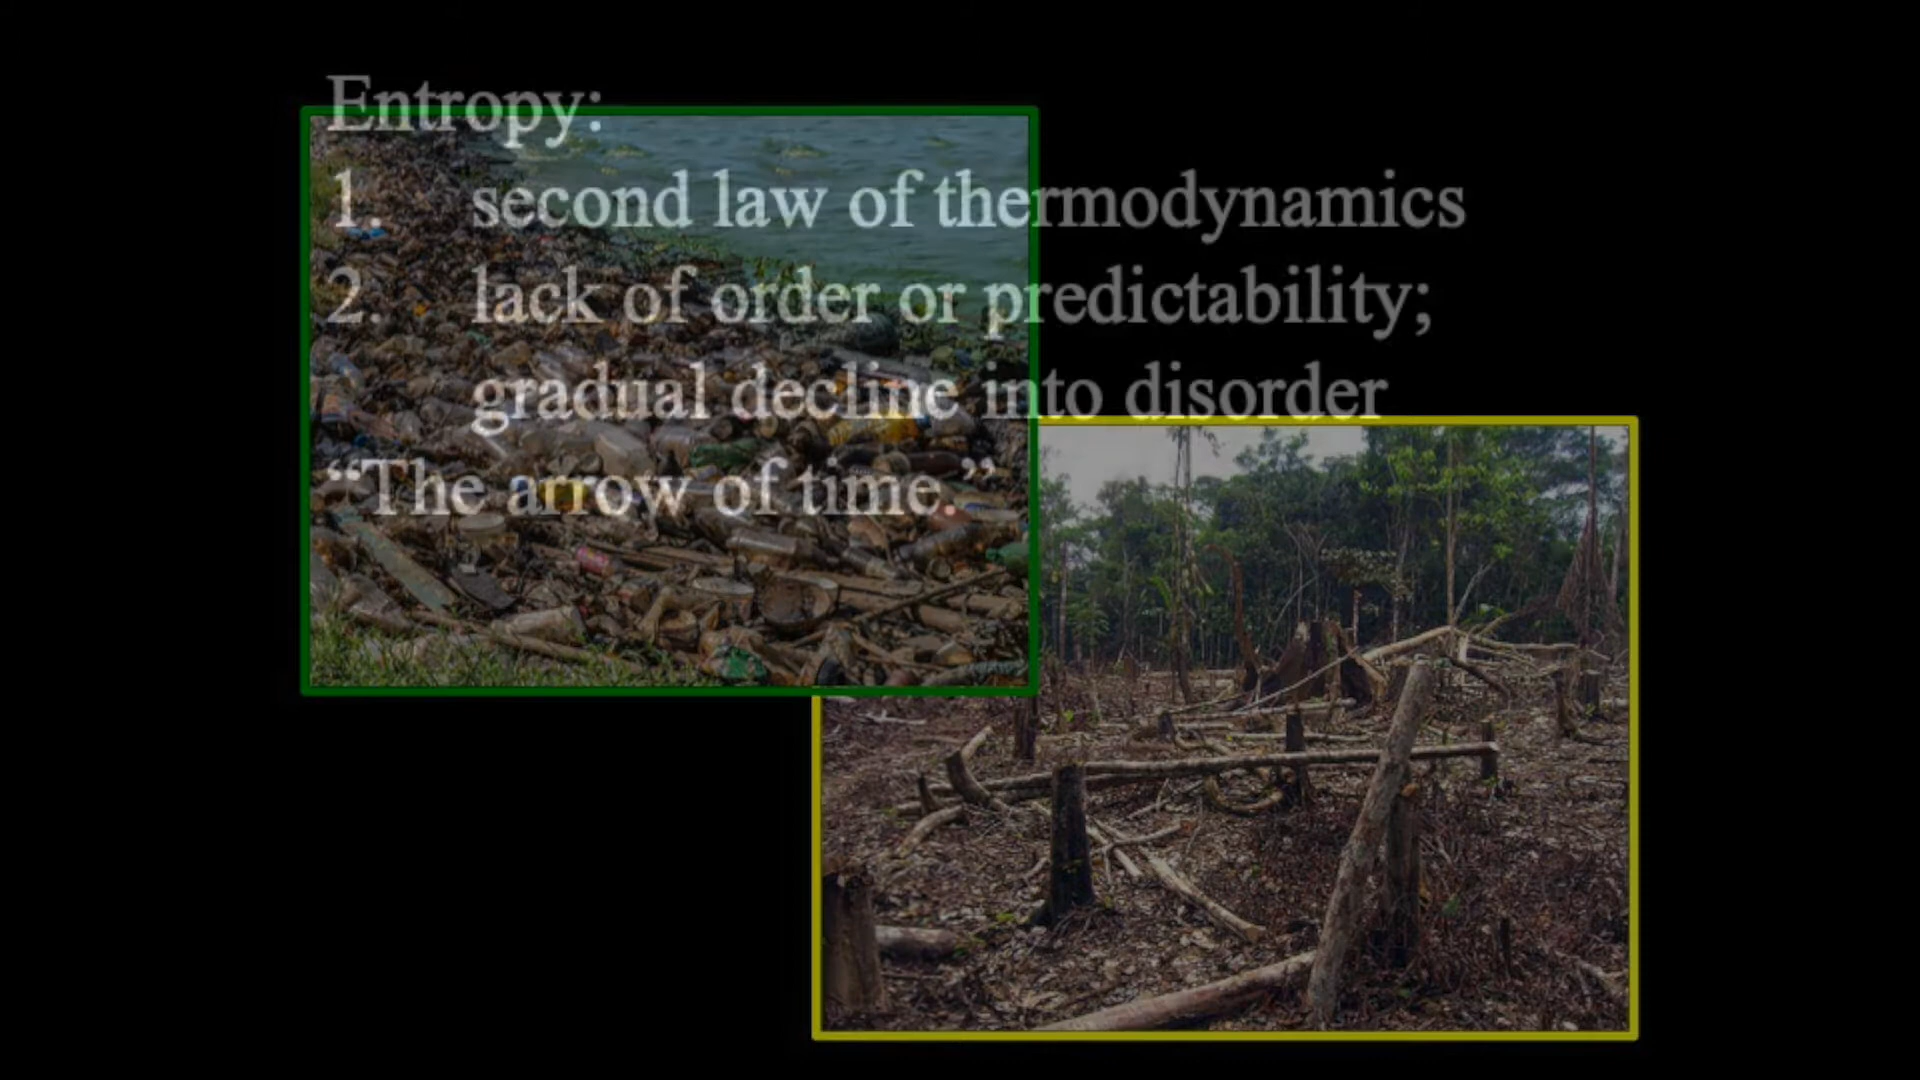 Entropy:
1. second law of thermodynamics
2. lack of order or predictability;
gradual decline into disorder
“The arrow of time.”